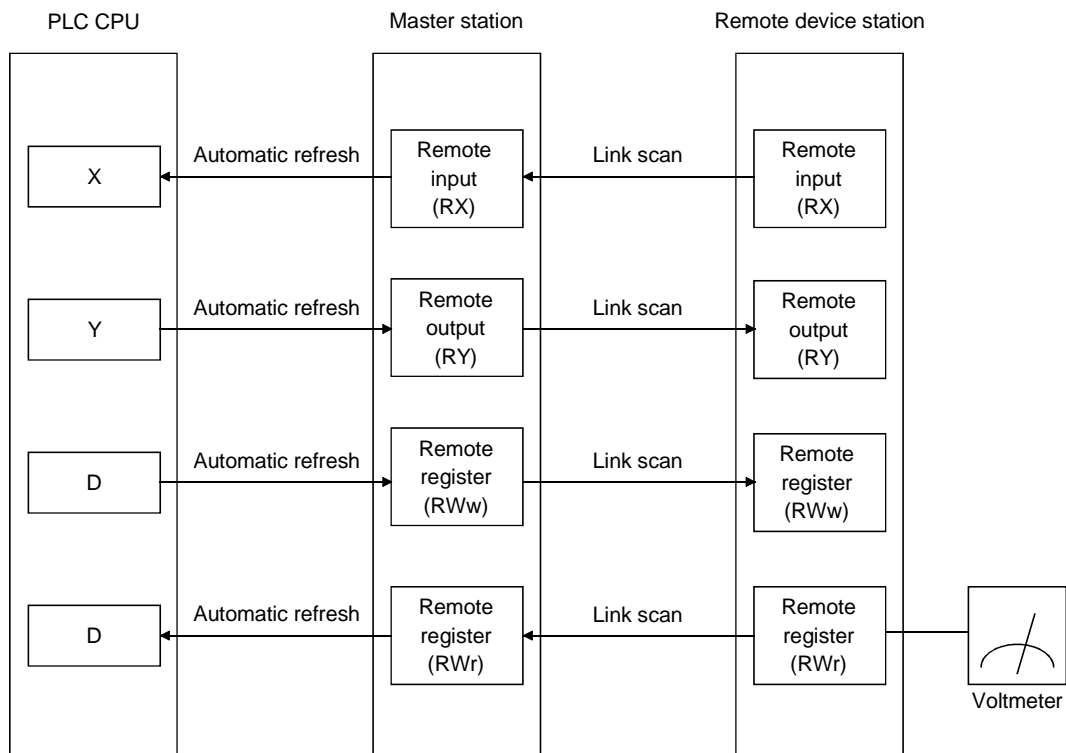 PLC CPU
Master station
Remote device station
X
Automatic refresh
Remote
input
(RX)
Link scan
Remote
input
(RX)
Y
Automatic refresh
Remote
output
(RY)
Link scan
Remote
output
(RY)
D
Automatic refresh
Remote
register
(RWw)
Link scan
Remote
register
(RWw)
D
Automatic refresh
Remote
register
(RWr)
Link scan
Remote
register
(RWr)
Voltmeter